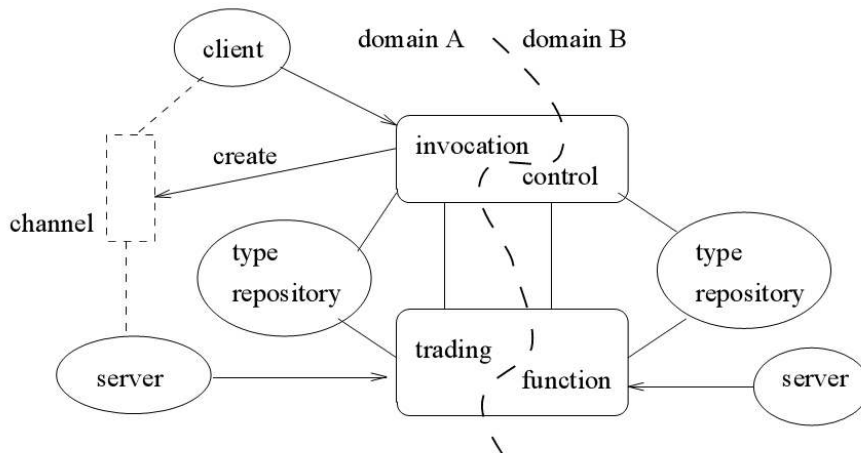 client
domain A
domain B
invocation
control
create
channel
type
repository
type
repository
trading
function
server
server